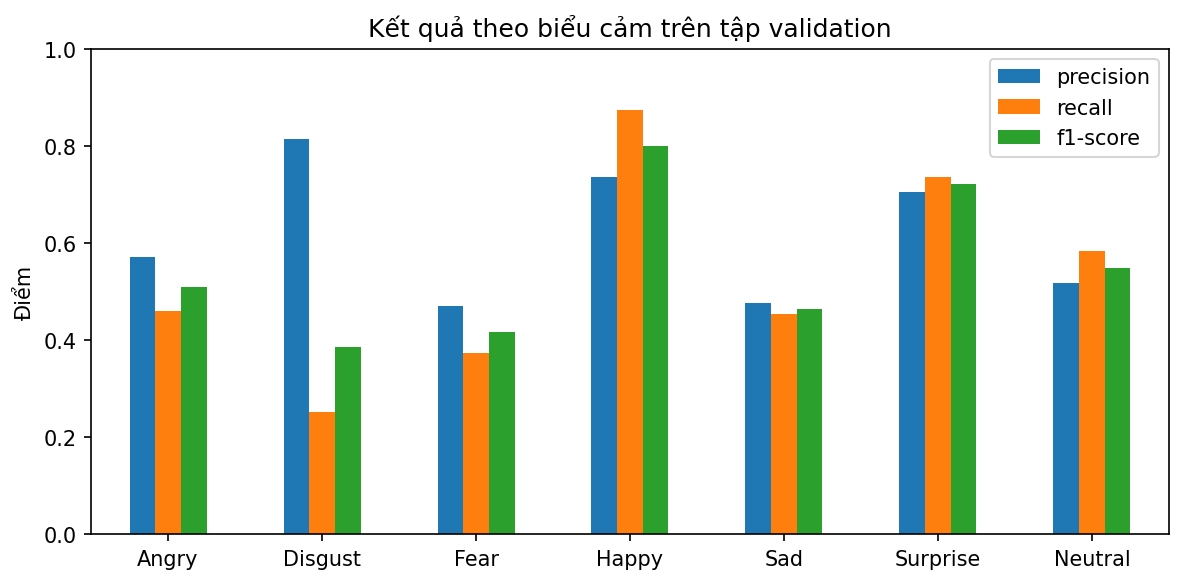 Kết quả theo biểu cảm trên tập validation
precision
recall
f1-score
Điểm
1.0
0.8
0.6
0.4
0.2
0.0
Angry Disgust Fear Happy Sad Surprise Neutral